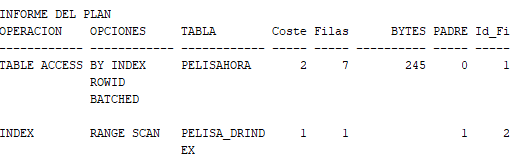 INFORME DEL PLAN
OPERACION OPCIONES TABLA Coste Filas BYTES PADRE Id_Fi
------------ ------------ ------------ ----- ----- ---------- ----- -----
TABLE ACCESS BY INDEX PELISAHORA 2 7 245 0 1
ROWID
BATCHED
INDEX RANGE SCAN PELISA_DRIND 1 1 1 2
EX